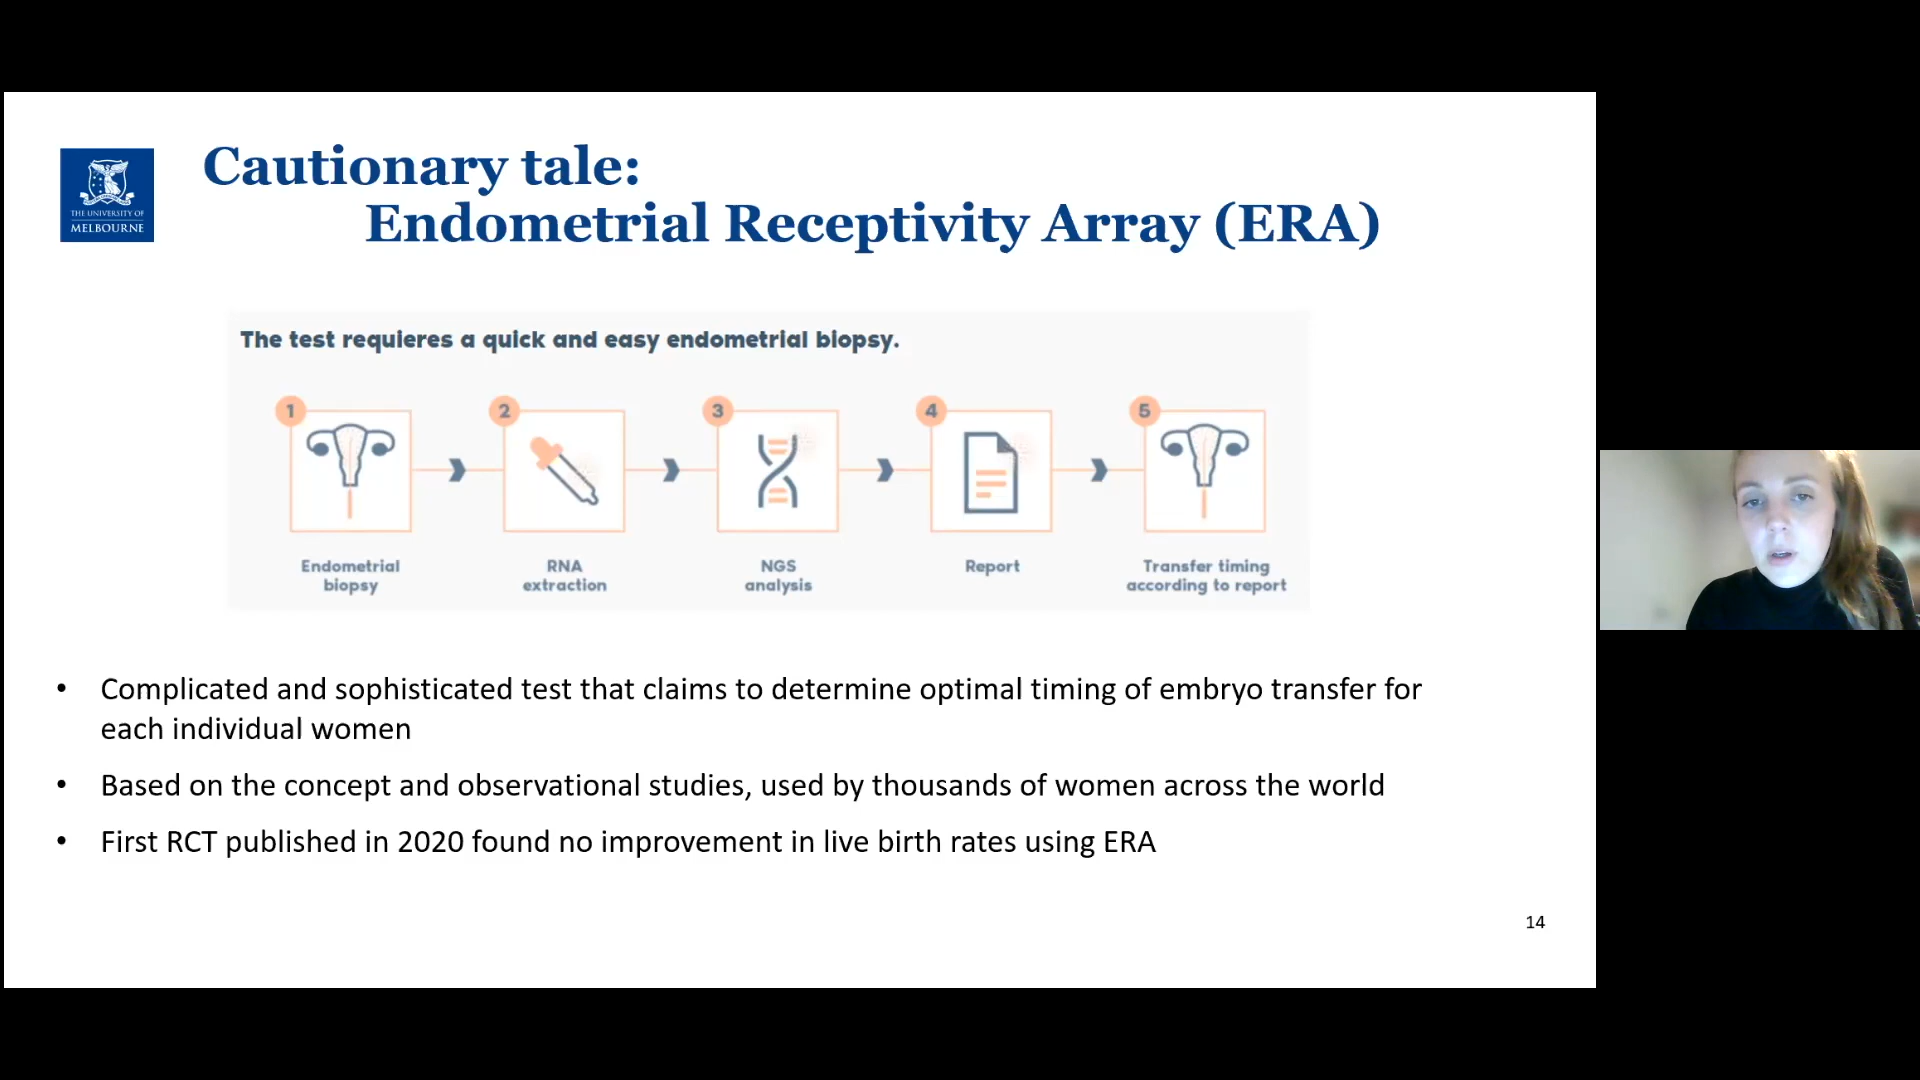 THE UNIVERSITY OF
MELBOURNE
Cautionary tale:
Endometrial Receptivity Array (ERA)
The test requieres a quick and easy endometrial biopsy.
1
2
3
4
5
Endometrial
biopsy
RNA
extraction
NGS
analysis
Report
Transfer timing
according to report
• Complicated and sophisticated test that claims to determine optimal timing of embryo transfer for
each individual women
• Based on the concept and observational studies, used by thousands of women across the world
• First RCT published in 2020 found no improvement in live birth rates using ERA
14